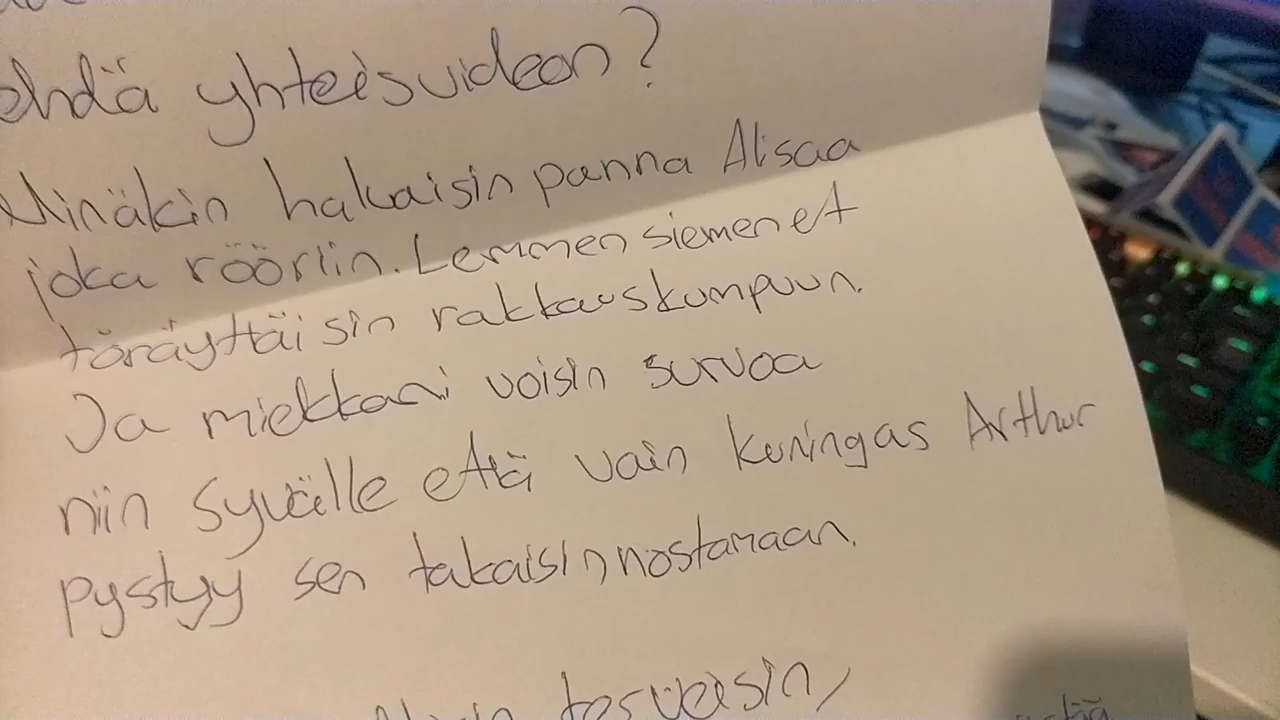 ehdä yhteisvideon?
Minäkin haluaisin panna Alisaa
joka rööriin. Lemmen siemenet
töräyttäisin rakkauskumpuun.
Ja miekkani voisin survoa
niin syvälle että vain kuningas Arthur
pystyy sen takaisin nostamaan.
terveisin,